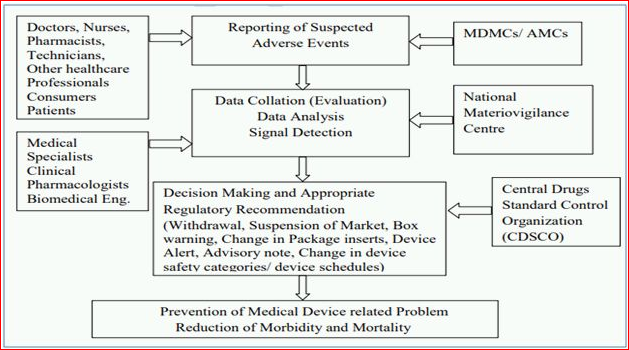 Doctors, Nurses,
Pharmacists,
Technicians,
Other healthcare
Professionals
Consumers
Patients
Reporting of Suspected
Adverse Events
MDMCs/ AMCs
Medical
Specialists
Clinical
Pharmacologists
Biomedical Eng.
Data Collation (Evaluation)
Data Analysis
Signal Detection
National
Materiovigilance
Centre
Decision Making and Appropriate
Regulatory Recommendation
(Withdrawal, Suspension of Market, Box
warning, Change in Package inserts, Device
Alert, Advisory note, Change in device
safety categories/ device schedules)
Central Drugs
Standard Control
Organization
(CDSCO)
Prevention of Medical Device related Problem
Reduction of Morbidity and Mortality